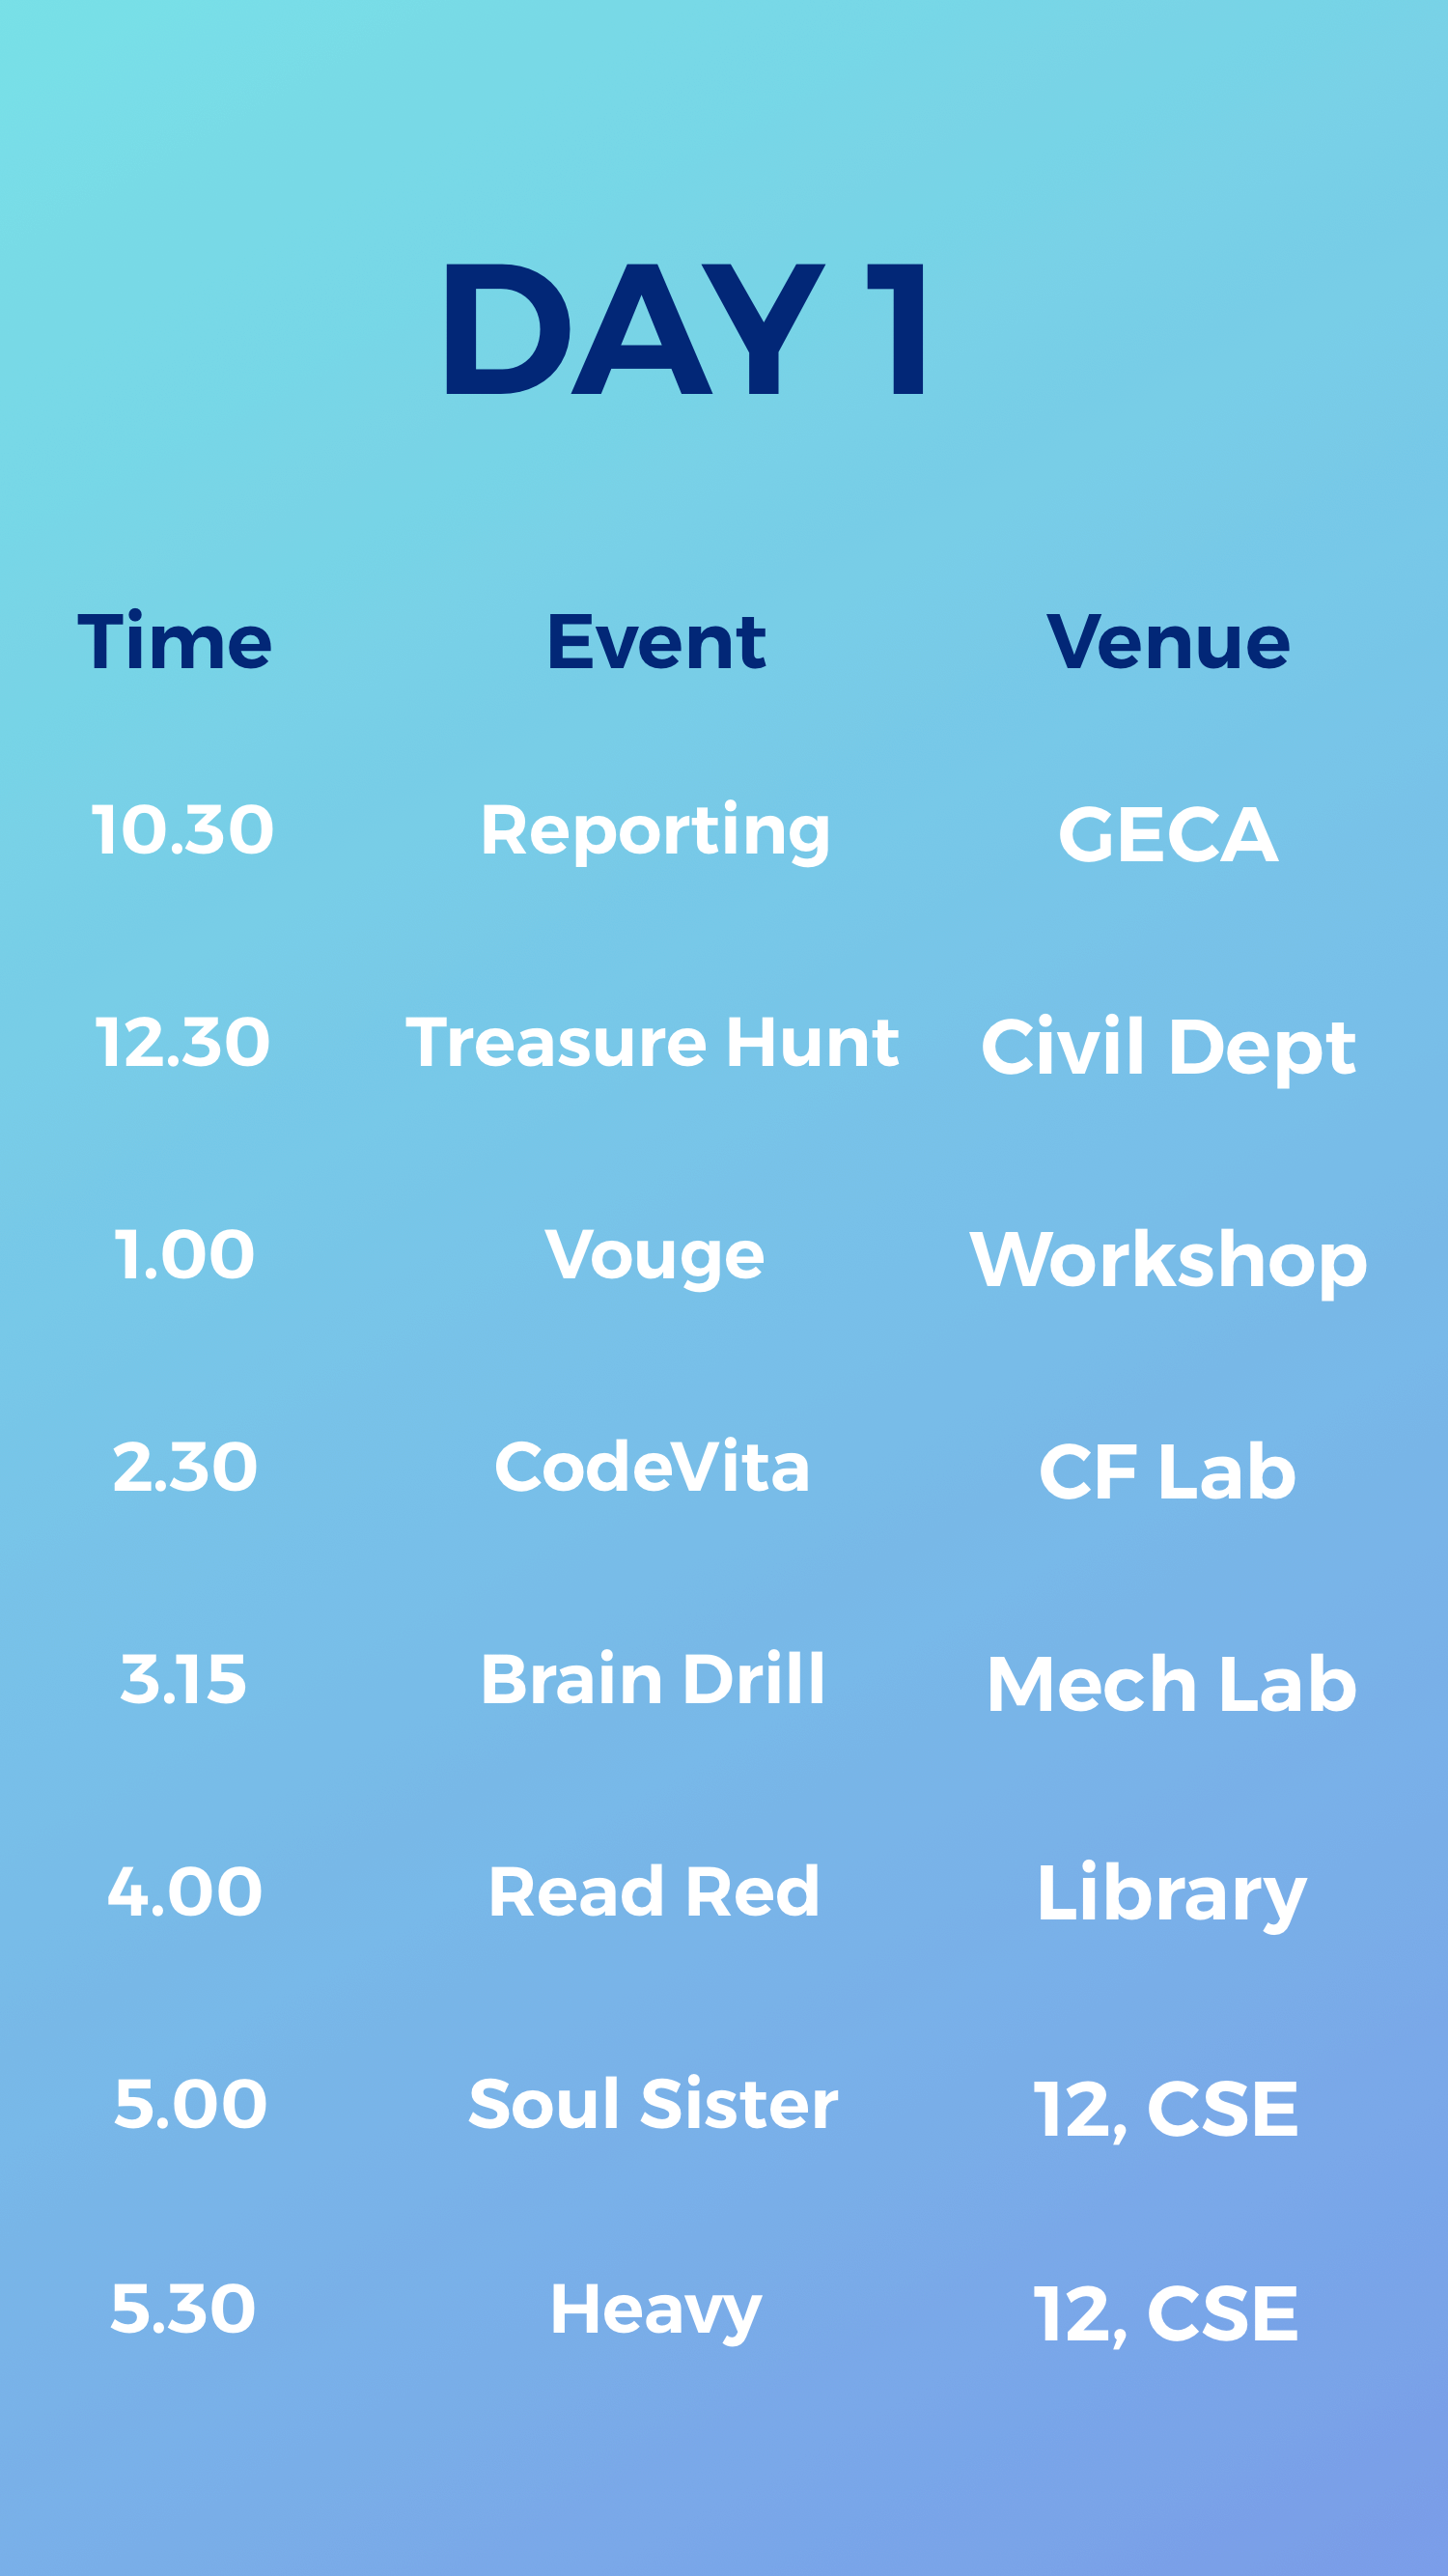 DAY 1
Time Event Venue
10.30 Reporting GECA
12.30 Treasure Hunt Civil Dept
1.00 Vouge Workshop
2.30 CodeVita CF Lab
3.15 Brain Drill Mech Lab
4.00 Read Red Library
5.00 Soul Sister 12, CSE
5.30 Heavy 12, CSE